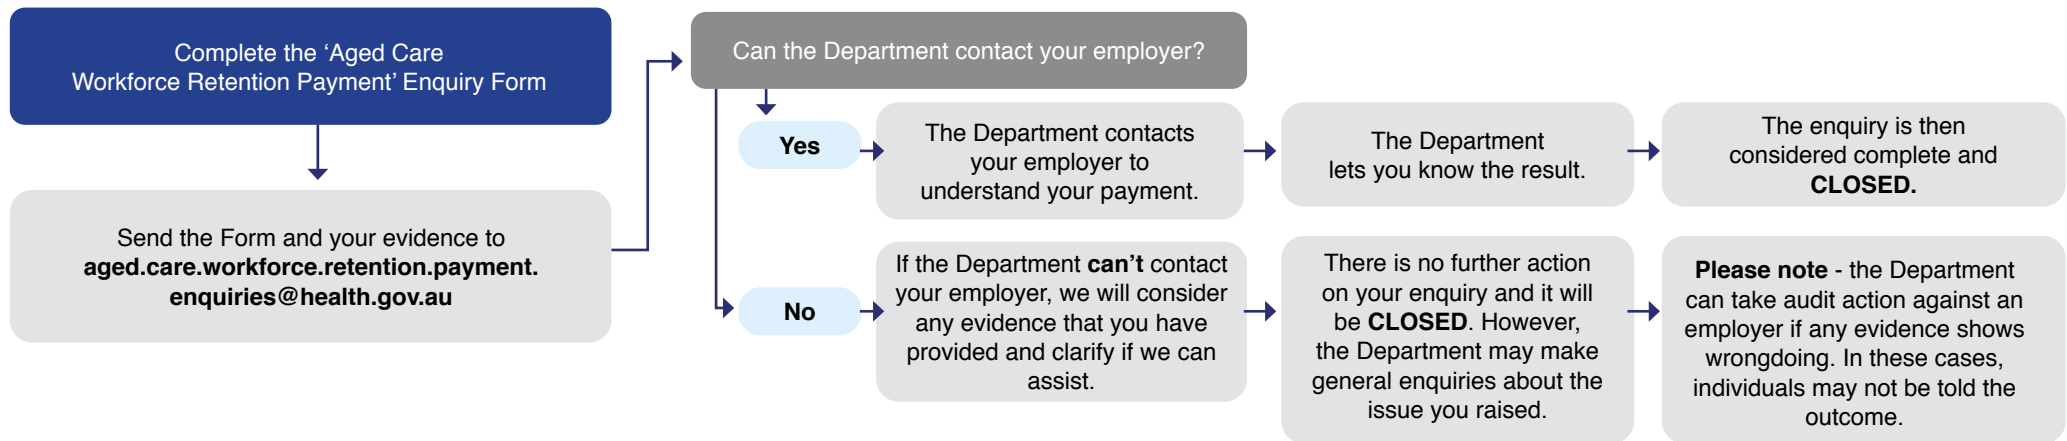 Complete the ‘Aged Care
Workforce Retention Payment’ Enquiry Form
Send the Form and your evidence to
aged.care.workforce.retention.payment.
enquiries@health.gov.au
Can the Department contact your employer?
Yes
The Department contacts
your employer to
understand your payment.
The Department
lets you know the result.
The enquiry is then
considered complete and
CLOSED.
No
If the Department can’t contact
your employer, we will consider
any evidence that you have
provided and clarify if we can
assist.
There is no further action
on your enquiry and it will
be CLOSED. However,
the Department may make
general enquiries about the
issue you raised.
Please note - the Department
can take audit action against an
employer if any evidence shows
wrongdoing. In these cases,
individuals may not be told the
outcome.